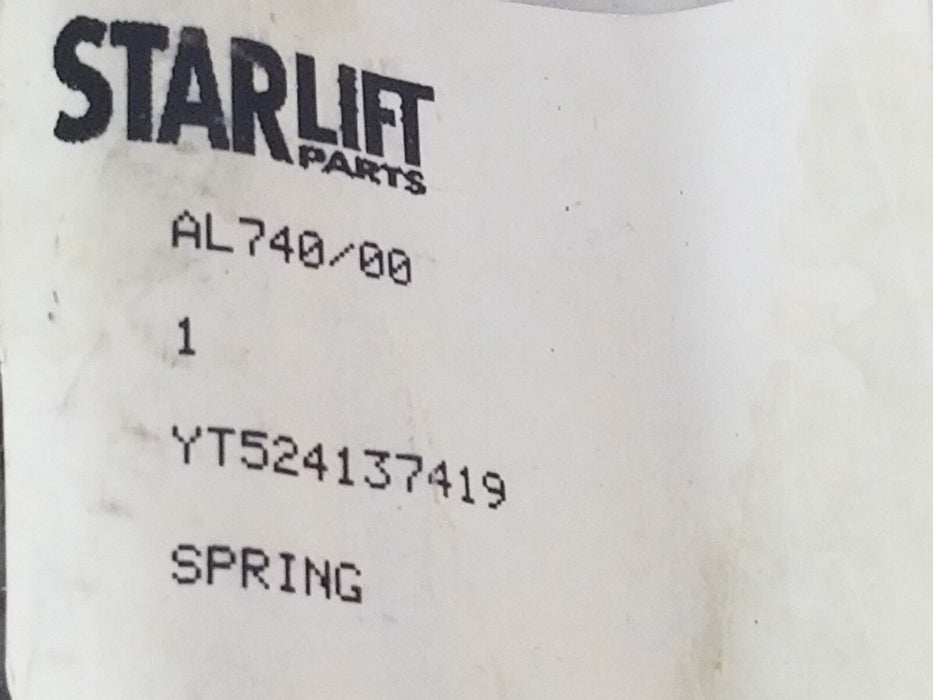 STARLIFT
PARTS
AL740/00
1
YT524137419
SPRING